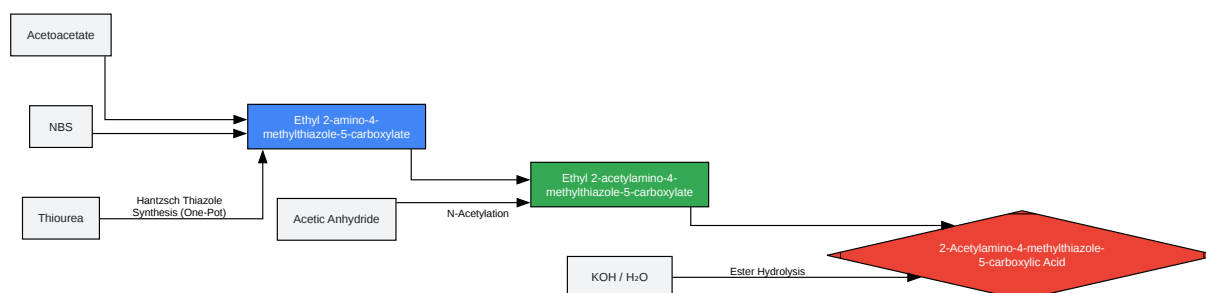 Acetoacetate
NBS
Ethyl 2-amino-4-
methylthiazole-5-carboxylate
Thiourea
Hantzsch Thiazole
Synthesis (One-Pot)
Ethyl 2-acetylamino-4-
methylthiazole-5-carboxylate
Acetic Anhydride
N-Acetylation
2-Acetylamino-4-methylthiazole-
5-carboxylic Acid
KOH / H₂O
Ester Hydrolysis